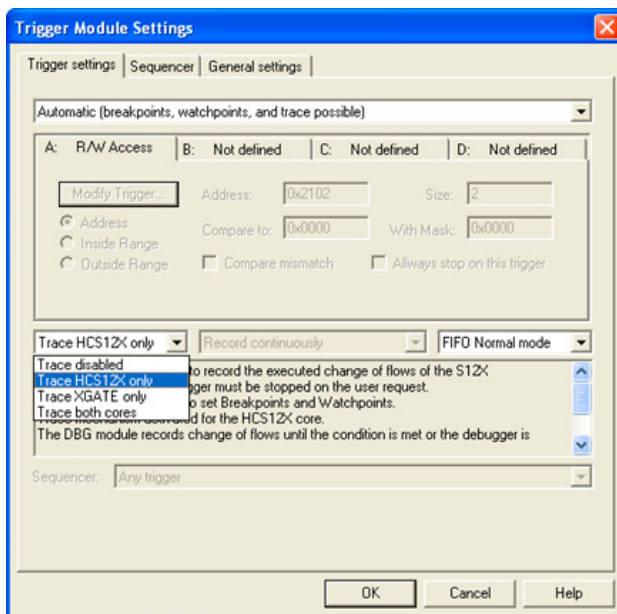 Trigger Module Settings
Trigger settings Sequencer General settings
Automatic (breakpoints, watchpoints, and trace possible)
A: R/W Access B: Not defined C: Not defined D: Not defined
Modify Trigger... Address: 0x2102 Size: 2
Address
Compare to: 0x0000 With Mask: 0x0000
Inside Range
Outside Range Compare mismatch Allways stop on this trigger
Trace HCS12X only Record continuously FIFO Normal mode
Trace disabled
Trace HCS12X only to record the executed change of flows of the S12X
Trace XGATE only must be stopped on the user request.
Trace both cores to set Breakpoints and Watchpoints.
for the HCS12X core.
The DBG module records change of flows until the condition is met or the debugger is
Sequencer: Any trigger
OK Cancel Help